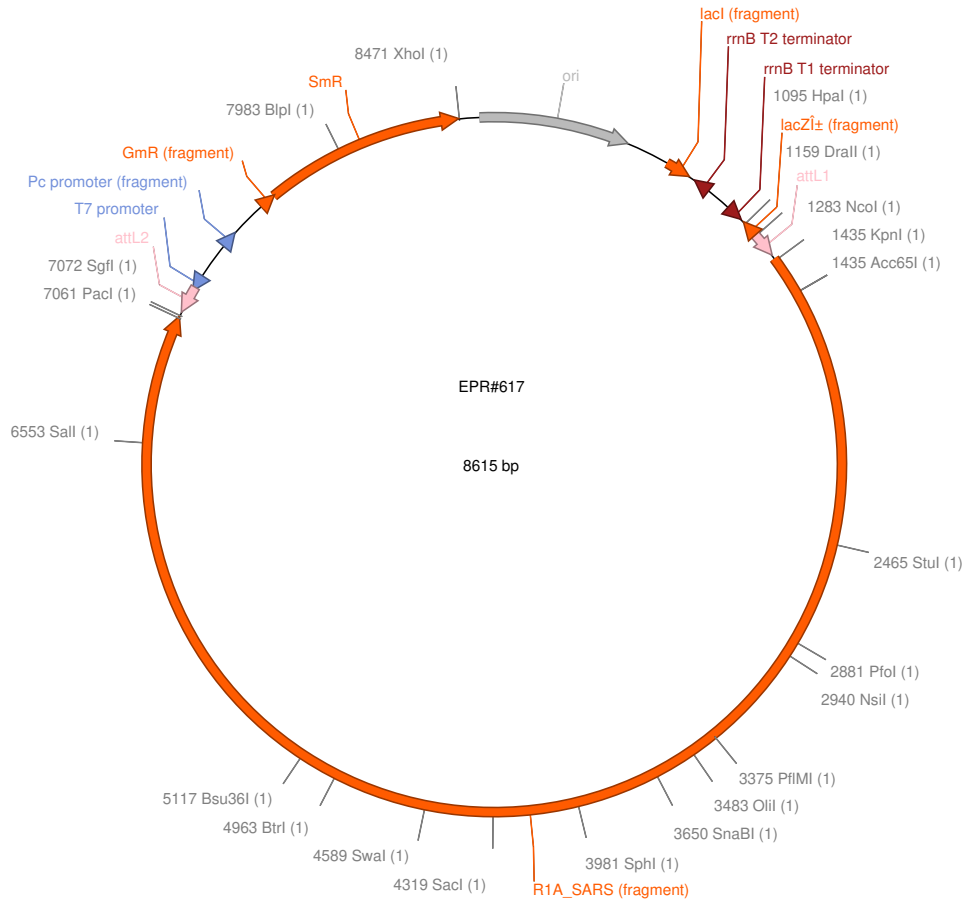 lacI (fragment)
rrnB T2 terminator
rrnB T1 terminator
1095 HpaI (1)
lacZÎ± (fragment)
1159 DraII (1)
attL1
1283 NcoI (1)
1435 KpnI (1)
1435 Acc65I (1)
2465 StuI (1)
2881 PfoI (1)
2940 NsiI (1)
3375 PflMI (1)
3483 OliI (1)
3650 SnaBI (1)
3981 SphI (1)
R1A_SARS (fragment)
4319 SacI (1)
4589 SwaI (1)
4963 BtrI (1)
5117 Bsu36I (1)
6553 SalI (1)
7061 PacI (1)
7072 SgfI (1)
attL2
T7 promoter
Pc promoter (fragment)
GmR (fragment)
7983 BlpI (1)
SmR
8471 XhoI (1)
ori
EPR#617
8615 bp